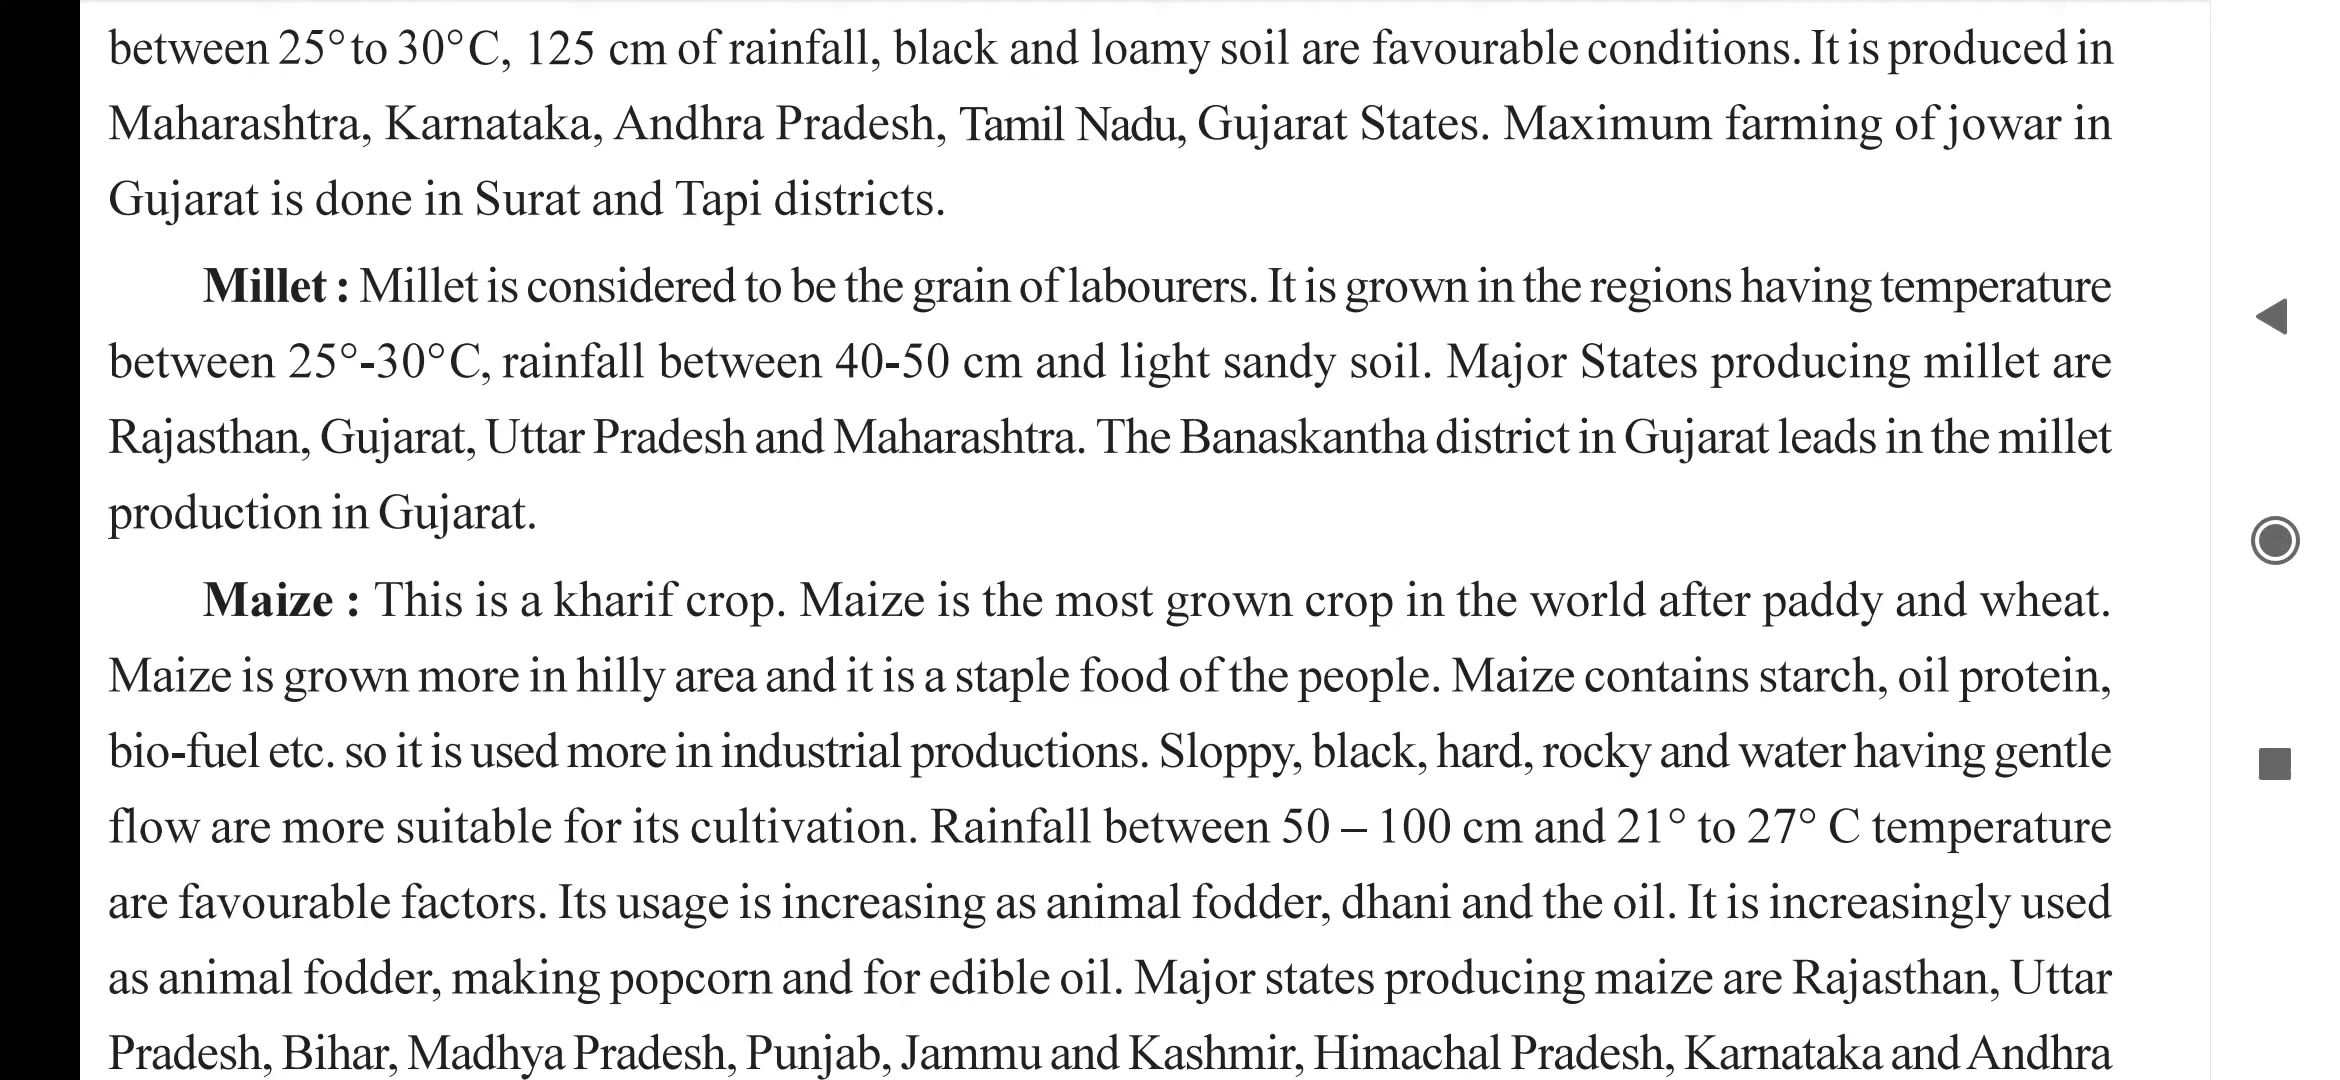 between 25° to 30°C, 125 cm of rainfall, black and loamy soil are favourable conditions. It is produced in
Maharashtra, Karnataka, Andhra Pradesh, Tamil Nadu, Gujarat States. Maximum farming of jowar in
Gujarat is done in Surat and Tapi districts.
Millet : Millet is considered to be the grain of labourers. It is grown in the regions having temperature
between 25°-30°C, rainfall between 40-50 cm and light sandy soil. Major States producing millet are
Rajasthan, Gujarat, Uttar Pradesh and Maharashtra. The Banaskantha district in Gujarat leads in the millet
production in Gujarat.
Maize : This is a kharif crop. Maize is the most grown crop in the world after paddy and wheat.
Maize is grown more in hilly area and it is a staple food of the people. Maize contains starch, oil protein,
bio-fuel etc. so it is used more in industrial productions. Sloppy, black, hard, rocky and water having gentle
flow are more suitable for its cultivation. Rainfall between 50 – 100 cm and 21° to 27° C temperature
are favourable factors. Its usage is increasing as animal fodder, dhani and the oil. It is increasingly used
as animal fodder, making popcorn and for edible oil. Major states producing maize are Rajasthan, Uttar
Pradesh, Bihar, Madhya Pradesh, Punjab, Jammu and Kashmir, Himachal Pradesh, Karnataka and Andhra